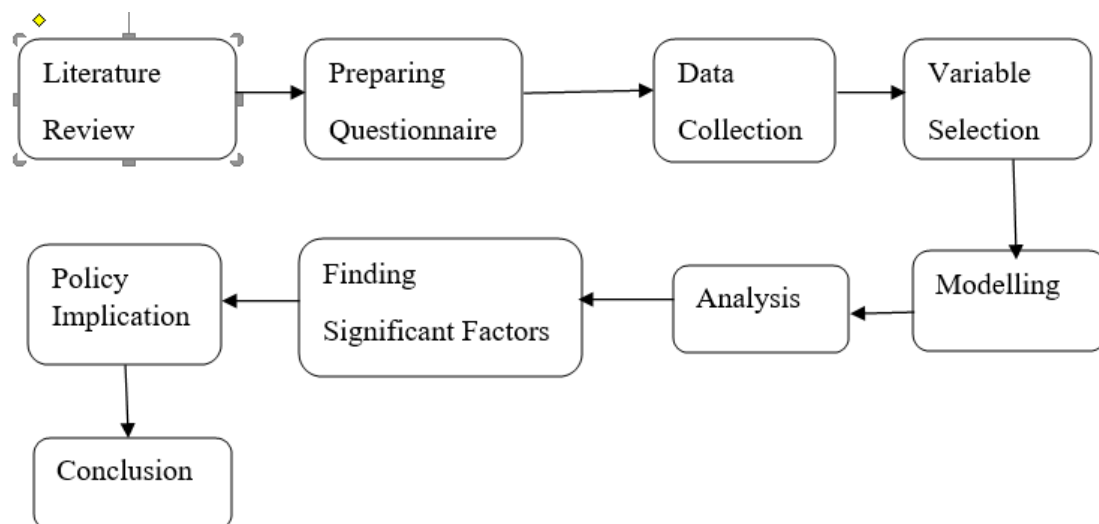 Literature
Review
Preparing
Questionnaire
Data
Collection
Variable
Selection
Modelling
Analysis
Finding
Significant Factors
Policy
Implication
Conclusion